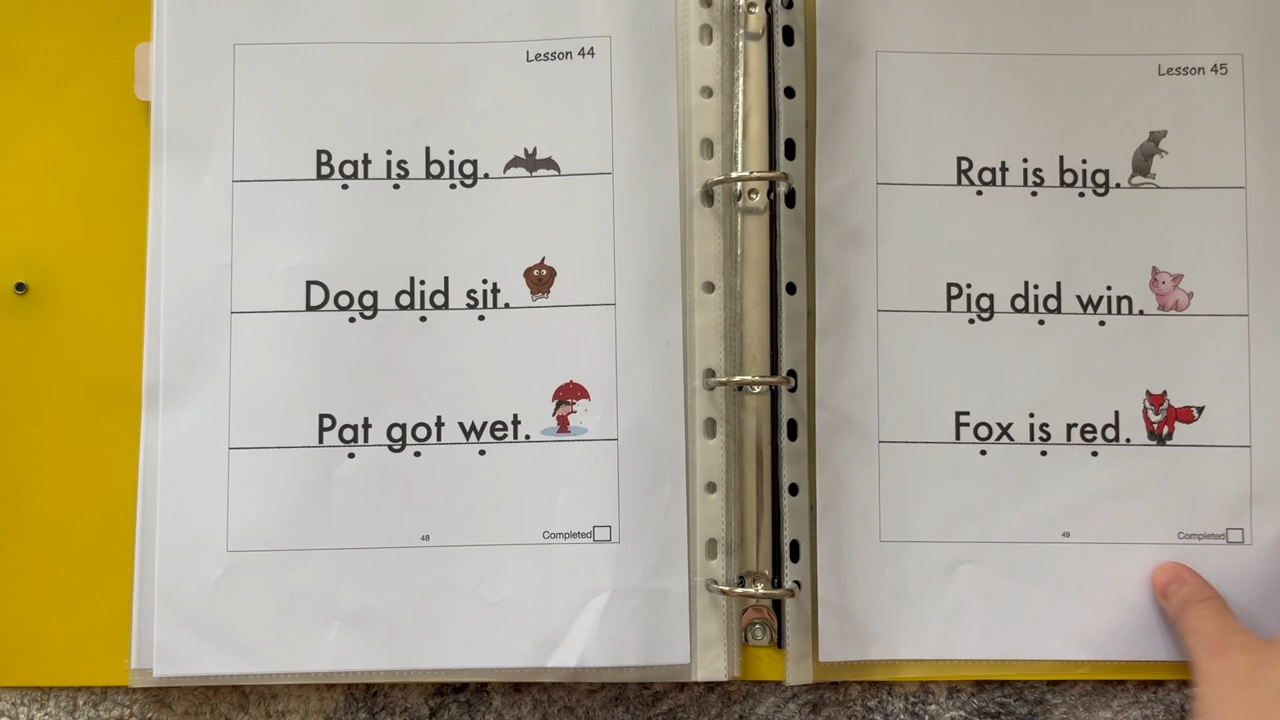 Lesson 44
Bat is big.
Dog did sit.
Pat got wet.
48
Completed
Lesson 45
Rat is big.
Pig did win.
Fox is red.
49
Completed